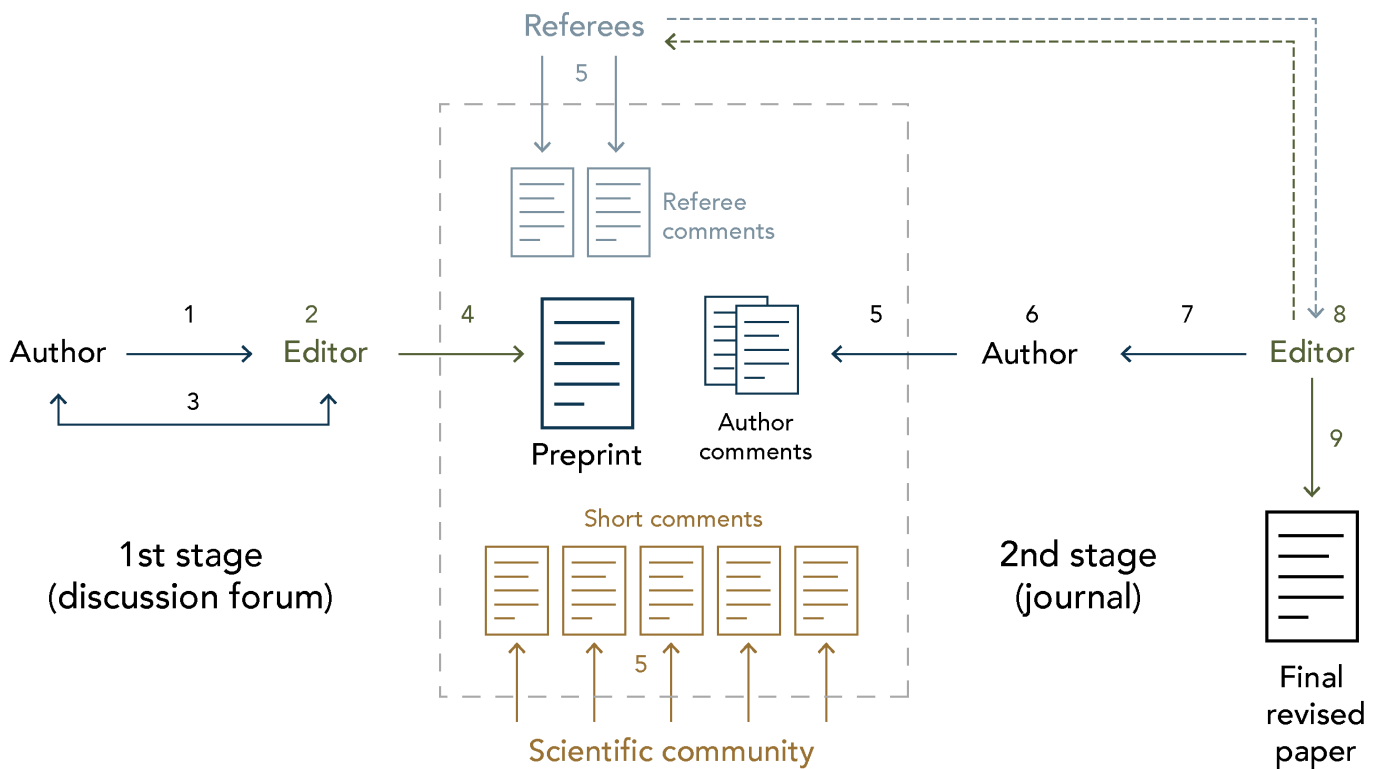 Referees
5
Referee
comments
1
2
4
5
6
7
8
Author
Editor
Author
Editor
3
Author
comments
9
Preprint
Short comments
1st stage
(discussion forum)
2nd stage
(journal)
5
Final
revised
paper
Scientific community